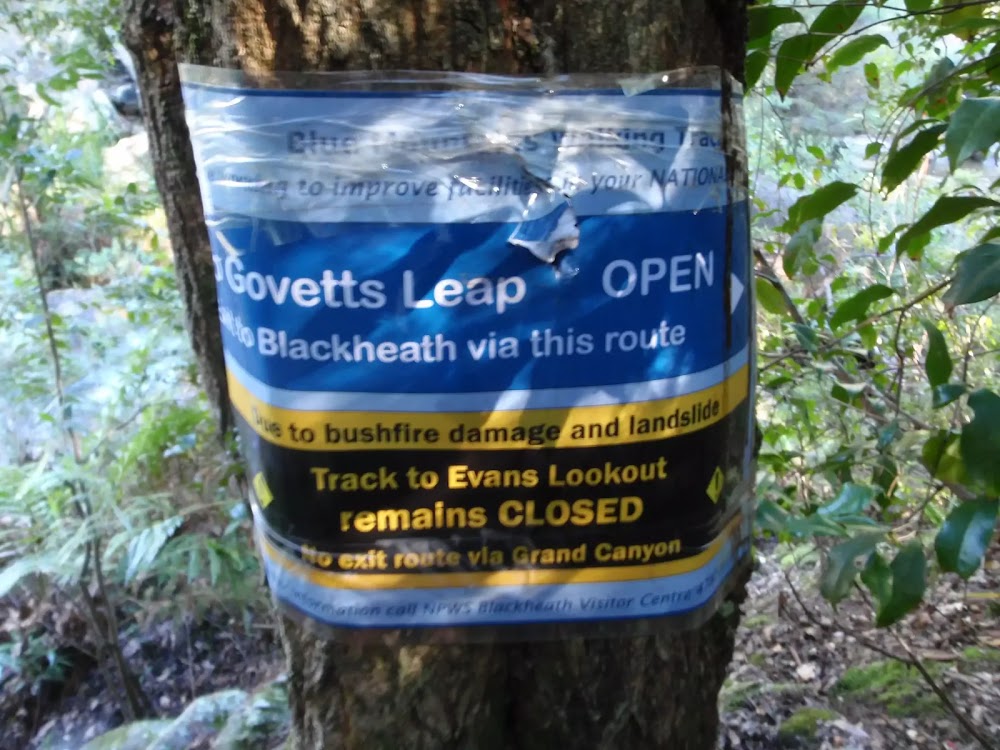 Blue Mountains Walking Trac
to improve facilities in your NATIONA
Govetts Leap OPEN
to Blackheath via this route
Due to bushfire damage and landslide
Track to Evans Lookout
remains CLOSED
No exit route via Grand Canyon
information call NPWS Blackheath Visitor Centre